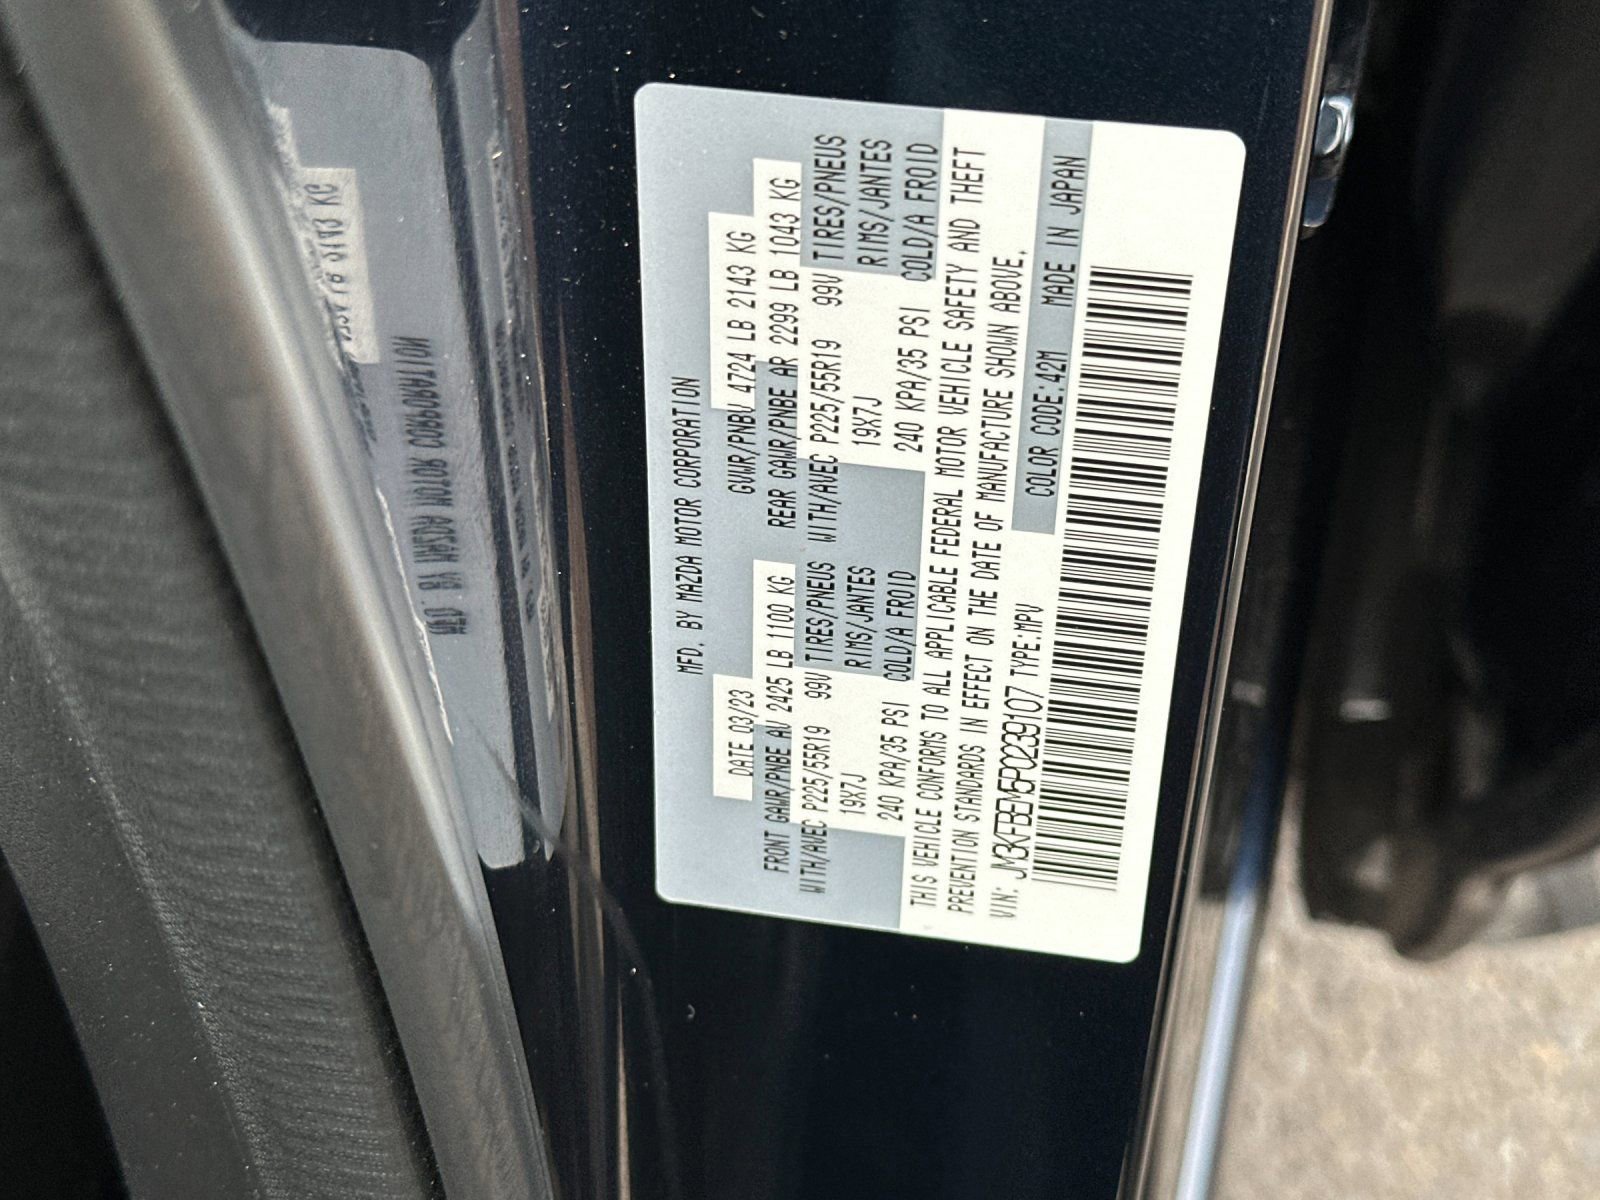 MFD. BY MAZDA MOTOR CORPORATION
DATE 03/23 GVWR/PNBV 4724 LB 2143 KG
FRONT GAWR/PNBE AV 2425 LB 1100 KG REAR GAWR/PNBE AR 2299 LB 1043 KG
WITH/AVEC P225/55R19 99V TIRES/PNEUS WITH/AVEC P225/55R19 99V TIRES/PNEUS
19X7J RIMS/JANTES 19X7J RIMS/JANTES
240 KPA/35 PSI COLD/A FROID 240 KPA/35 PSI COLD/A FROID
THIS VEHICLE CONFORMS TO ALL APPLICABLE FEDERAL MOTOR VEHICLE SAFETY AND THEFT
PREVENTION STANDARDS IN EFFECT ON THE DATE OF MANUFACTURE SHOWN ABOVE.
VIN: JM3KFBEM5P0239107 TYPE:MPV
COLOR CODE:42M MADE IN JAPAN